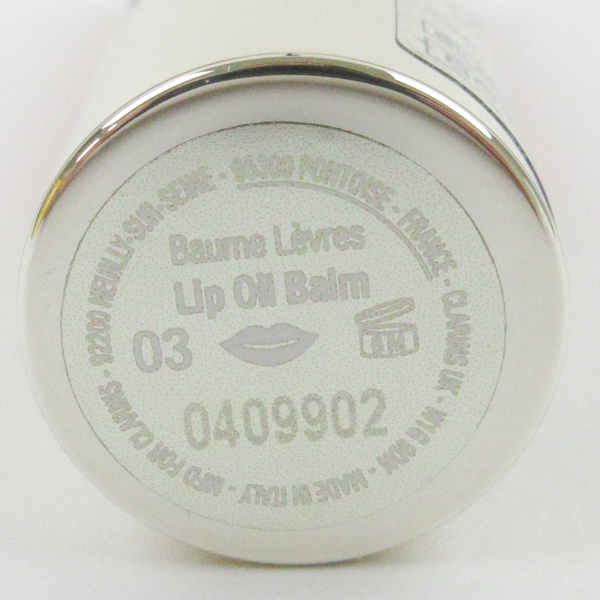 92200 NEUILLY-SUR-SEINE - 95300 PONTOISE - FRANCE - CLARINS UK - W1G 9DN - MADE IN ITALY - MFD FOR CLARINS -
Baume Lèvres
Lip Oil Balm
03
6M
0409902